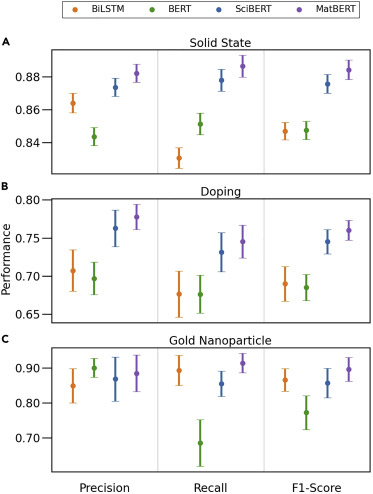 BiLSTM BERT SciBERT MatBERT
A
Solid State
0.88
0.86
0.84
B
Doping
0.80
0.75
0.70
0.65
Performance
C
Gold Nanoparticle
0.90
0.80
0.70
Precision Recall F1-Score